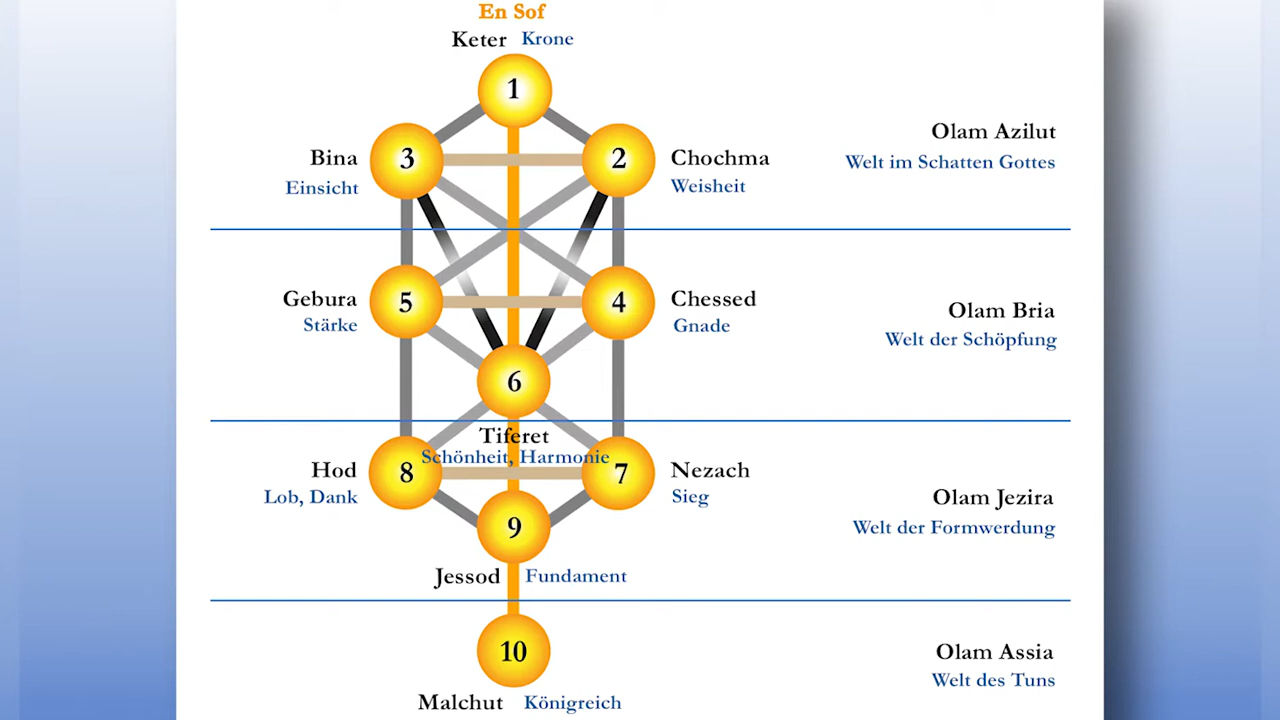 En Sof
Keter Krone
1
Olam Azilut
Bina 3 2 Chochma
Welt im Schatten Gottes
Einsicht Weisheit
Gebura 5 4 Chessed
Olam Bria
Stärke Gnade
Welt der Schöpfung
6
Tiferet
Schönheit, Harmonie
Hod 8 7 Nezach
Lob, Dank Sieg
Olam Jezira
9
Welt der Formwerdung
Jessod Fundament
10
Olam Assia
Welt des Tuns
Malchut Königreich